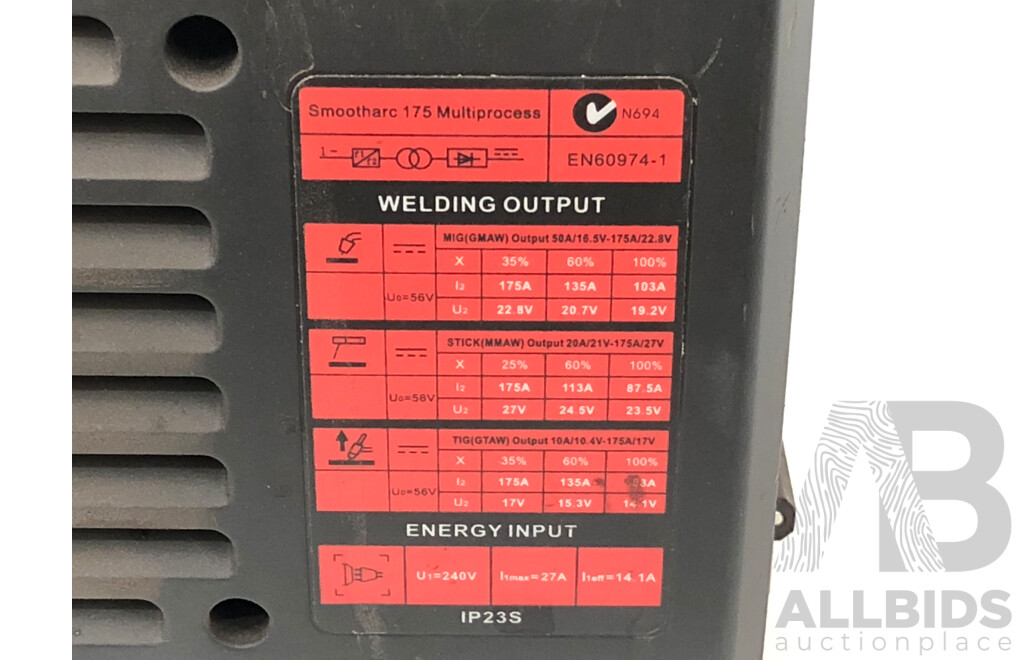 Smootharc 175 Multiprocess N694
1~ f1 f2 EN60974-1
WELDING OUTPUT
MIG(GMAW) Output 50A/16.5V-175A/22.8V
X 35% 60% 100%
U0=56V I2 175A 135A 103A
U2 22.8V 20.7V 19.2V
STICK(MMAW) Output 20A/21V-175A/27V
X 25% 60% 100%
U0=56V I2 175A 113A 87.5A
U2 27V 24.5V 23.5V
TIG(GTAW) Output 10A/10.4V-175A/17V
X 35% 60% 100%
U0=56V I2 175A 135A
U2 17V 15.3V 14.1V
ENERGY INPUT
U1=240V I1max=27A I1eff=14.1A
IP23S
AB
ALLBIDS
auctionplace